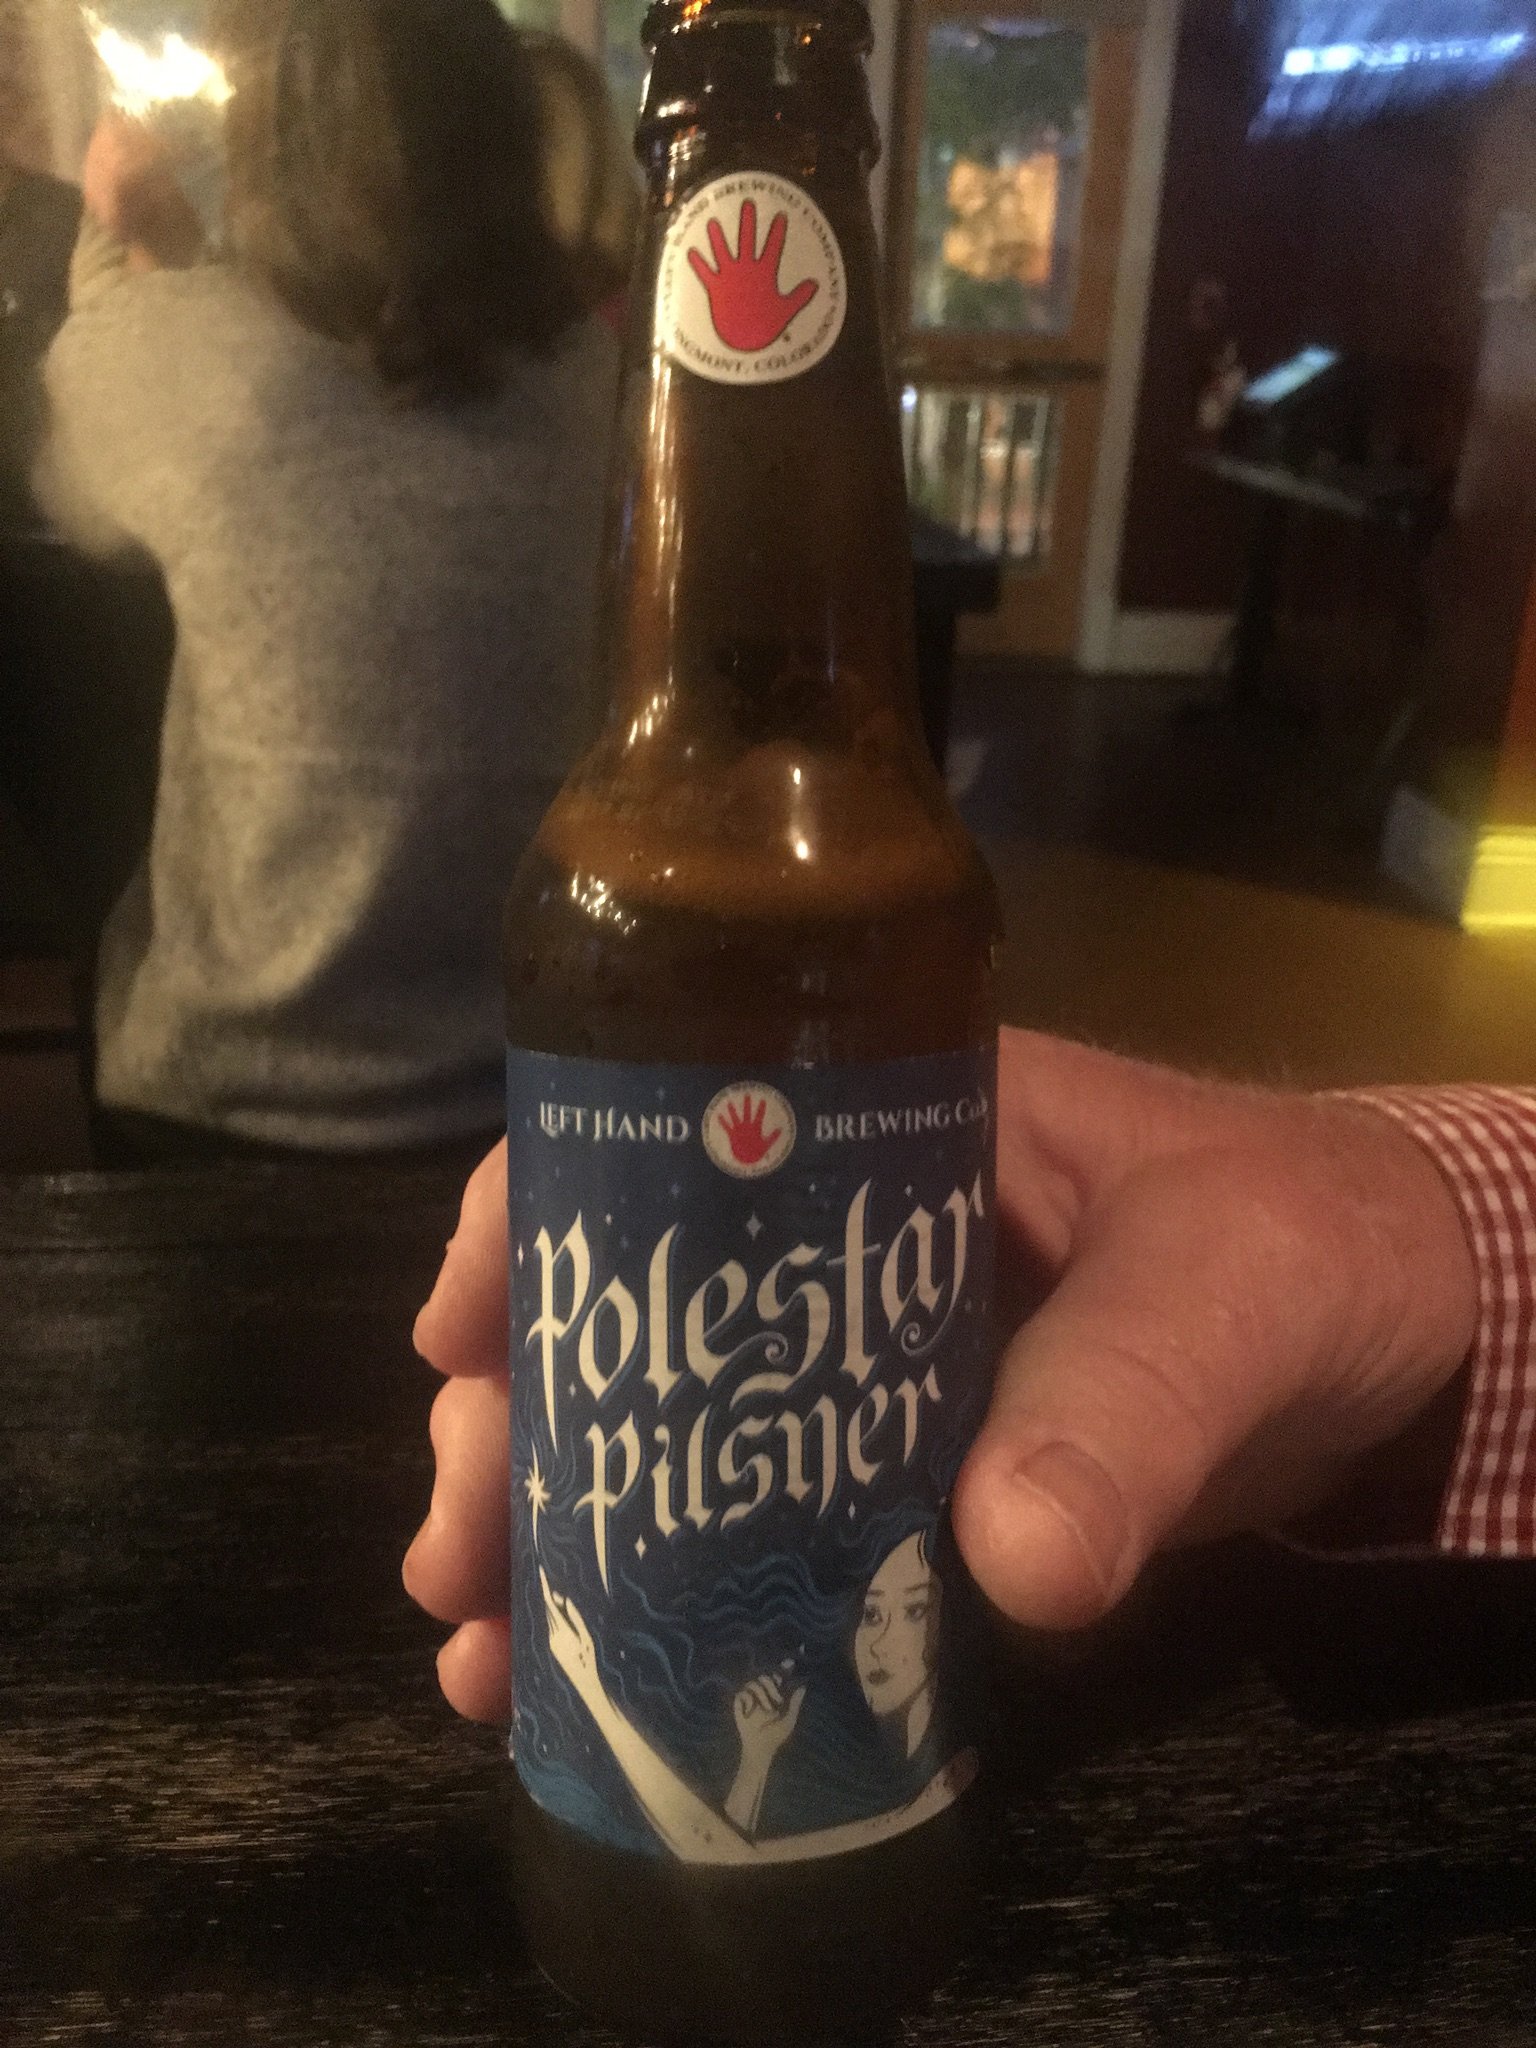 LEFT HAND BREWING COMPANY
LONGMONT, COLORADO
LEFT HAND BREWING CO.
Polestar
Pilsner